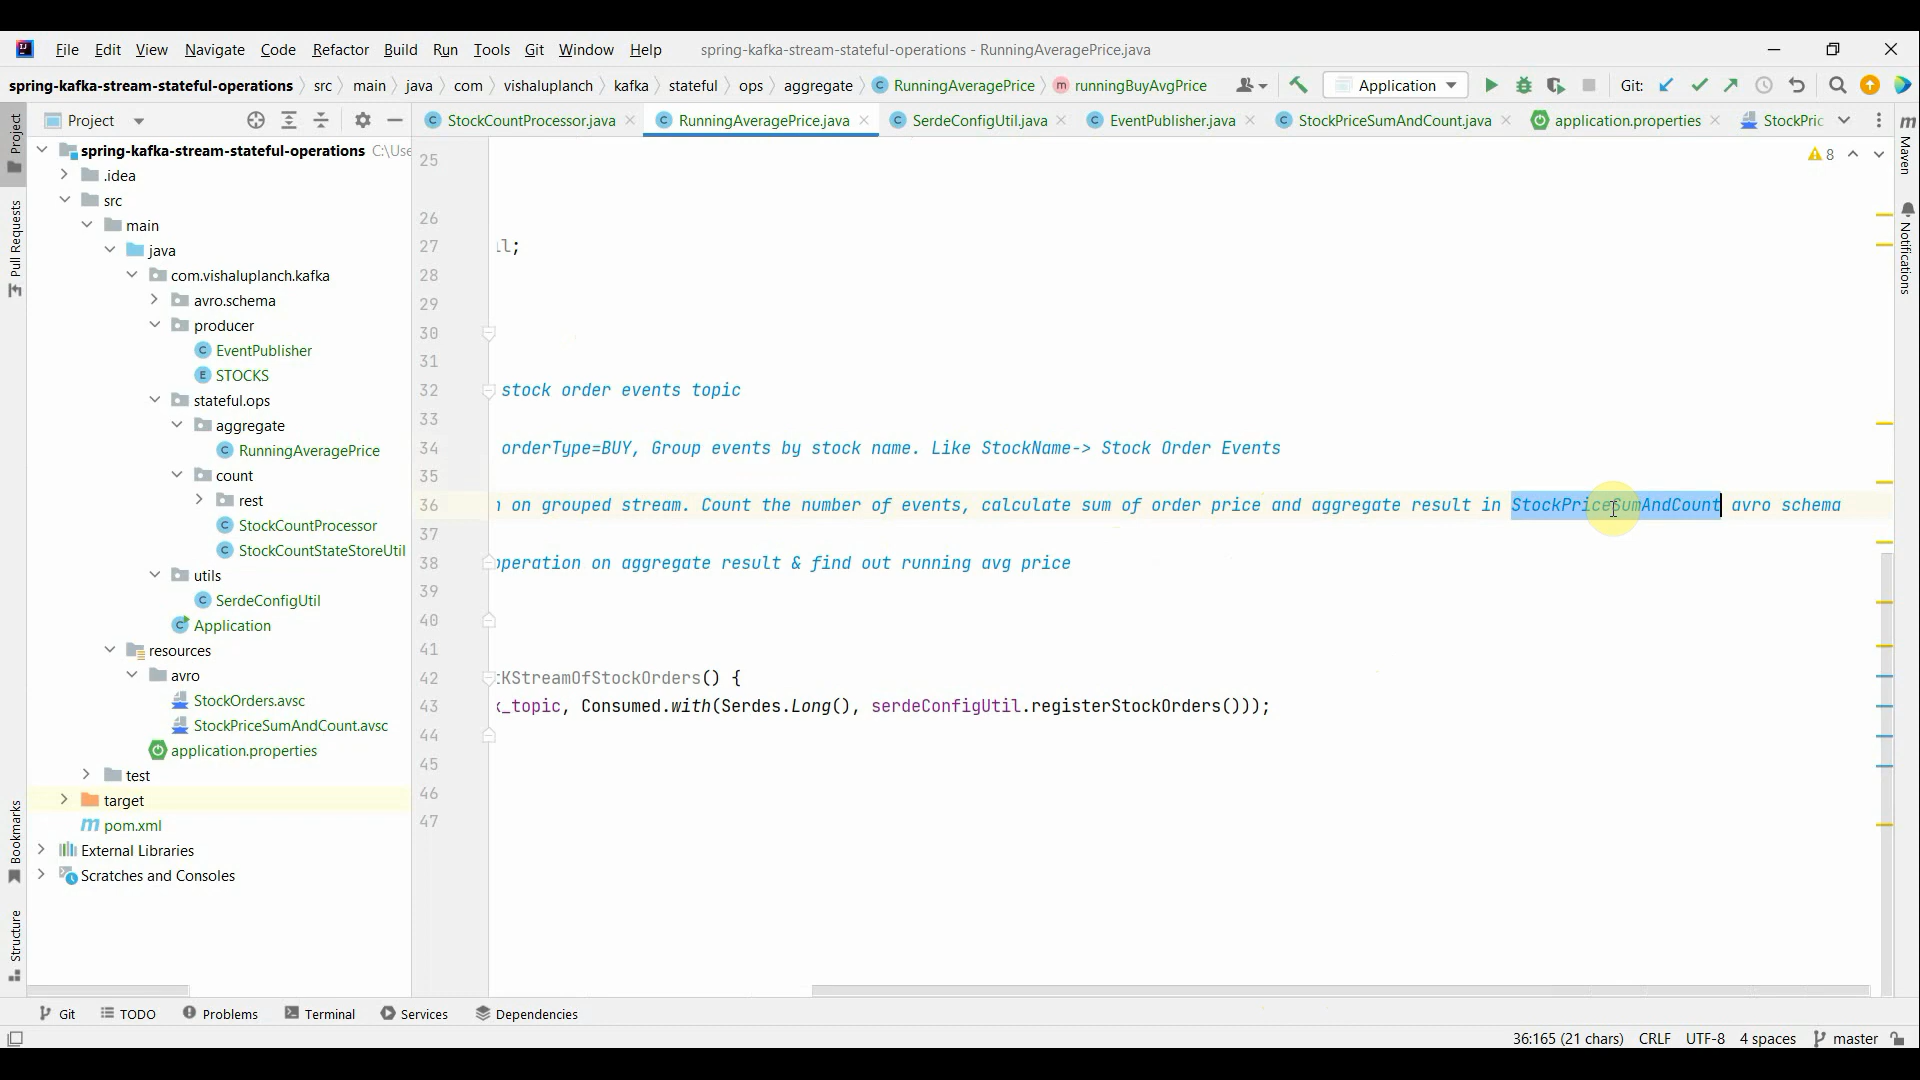 File Edit View Navigate Code Refactor Build Run Tools Git Window Help spring-kafka-stream-stateful-operations - RunningAveragePrice.java
spring-kafka-stream-stateful-operations src main java com vishaluplanch kafka stateful ops aggregate RunningAveragePrice runningBuyAvgPrice Application Git:
Project StockCountProcessor.java RunningAveragePrice.java SerdeConfigUtil.java EventPublisher.java StockPriceSumAndCount.java application.properties StockPric
Project
Pull Requests
Bookmarks
Structure
Maven
Notifications
spring-kafka-stream-stateful-operations C:\Use
.idea
src
main
java
com.vishaluplanch.kafka
avro.schema
producer
EventPublisher
STOCKS
stateful.ops
aggregate
RunningAveragePrice
count
rest
StockCountProcessor
StockCountStateStoreUtil
utils
SerdeConfigUtil
Application
resources
avro
StockOrders.avsc
StockPriceSumAndCount.avsc
application.properties
test
target
pom.xml
External Libraries
Scratches and Consoles
8
25
26
27 ll;
28
29
30
31
32 stock order events topic
33
34 orderType=BUY, Group events by stock name. Like StockName-> Stock Order Events
35
36 n on grouped stream. Count the number of events, calculate sum of order price and aggregate result in StockPriceSumAndCount avro schema
37
38 operation on aggregate result & find out running avg price
39
40
41
42 tKStreamOfStockOrders() {
43 k_topic, Consumed.with(Serdes.Long(), serdeConfigUtil.registerStockOrders()));
44
45
46
47
Git TODO Problems Terminal Services Dependencies
36:165 (21 chars) CRLF UTF-8 4 spaces master